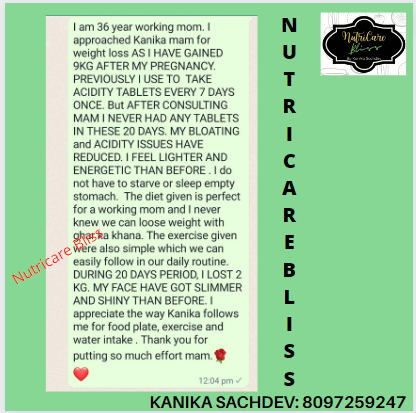 I am 36 year working mom. I
approached Kanika mam for
weight loss AS I HAVE GAINED
9KG AFTER MY PREGNANCY.
PREVIOUSLY I USE TO  TAKE
ACIDITY TABLETS EVERY 7 DAYS
ONCE. But AFTER CONSULTING
MAM I NEVER HAD ANY TABLETS
IN THESE 20 DAYS. MY BLOATING
and ACIDITY ISSUES HAVE
REDUCED. I FEEL LIGHTER AND
ENERGETIC THAN BEFORE . I do
not have to starve or sleep empty
stomach.  The diet given is perfect
for a working mom and I never
knew we can loose weight with
ghar ka khana. The exercise given
were also simple which we can
easily follow in our daily routine.
DURING 20 DAYS PERIOD, I LOST 2
KG. MY FACE HAVE GOT SLIMMER
AND SHINY THAN BEFORE. I
appreciate the way Kanika follows
me for food plate, exercise and
water intake . Thank you for
putting so much effort mam.🌹
❤️
12:04 pm ✓
Nutricare Bliss
N
U
T
R
I
C
A
R
E
B
L
I
S
S
NutriCare
Bliss
By Kanika Sachdev
KANIKA SACHDEV: 8097259247